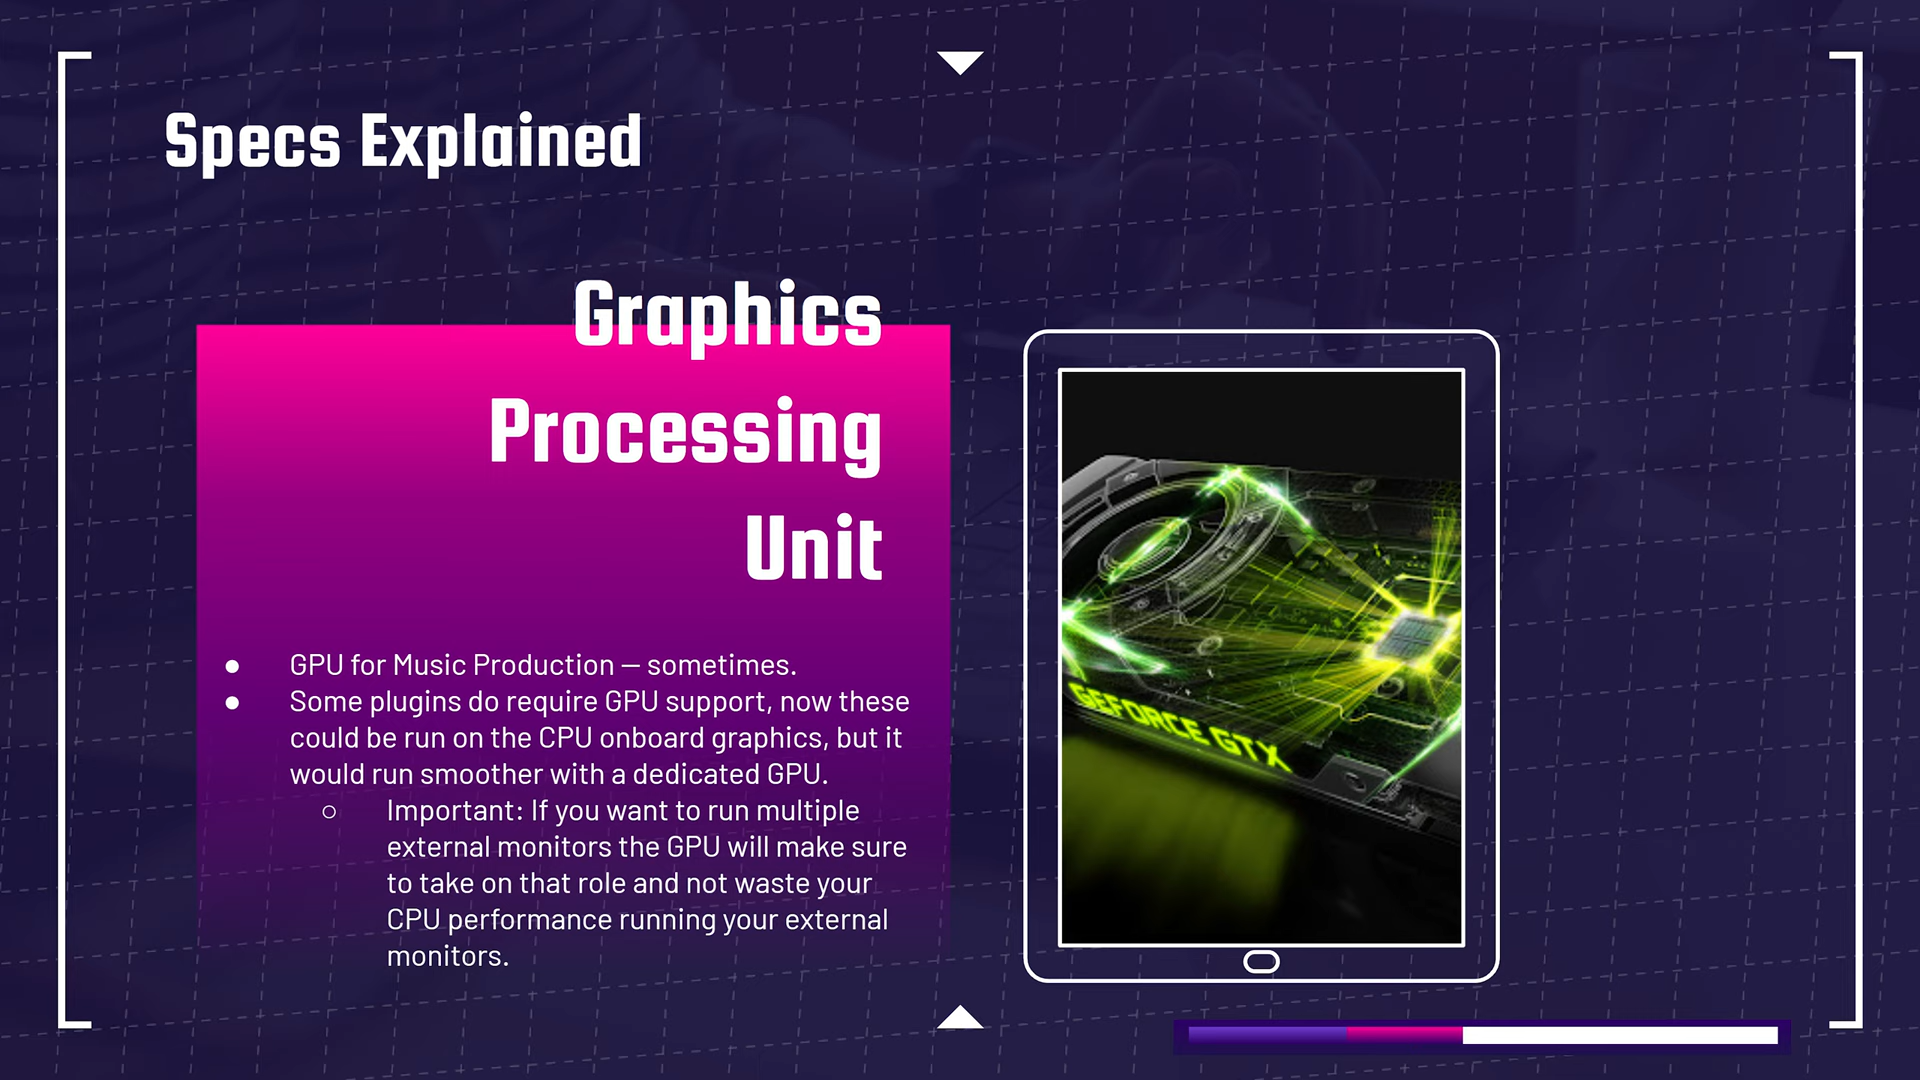 Specs Explained
Graphics
Processing
Unit
● GPU for Music Production — sometimes.
● Some plugins do require GPU support, now these
could be run on the CPU onboard graphics, but it
would run smoother with a dedicated GPU.
○ Important: If you want to run multiple
external monitors the GPU will make sure
to take on that role and not waste your
CPU performance running your external
monitors.
GEFORCE GTX